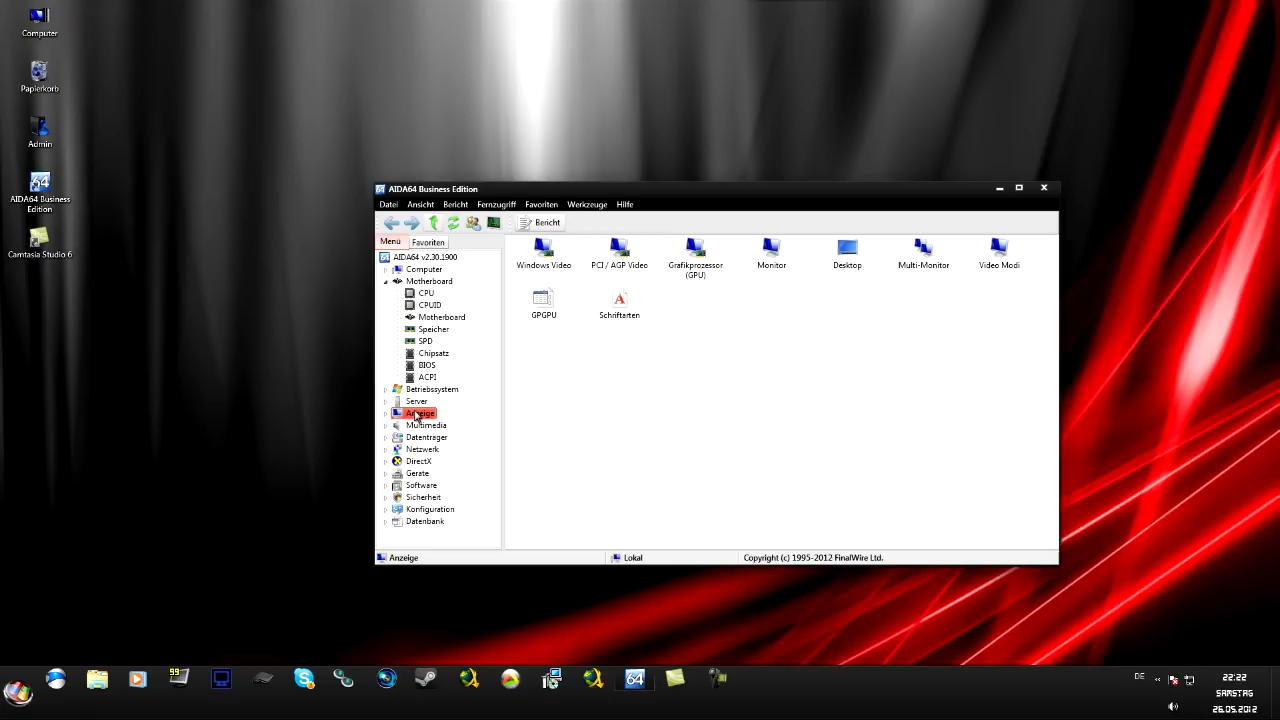 Computer
Papierkorb
Admin
AIDA64 Business
Edition
Camtasia Studio 6
64 AIDA64 Business Edition
Datei Ansicht Bericht Fernzugriff Favoriten Werkzeuge Hilfe
Bericht
Menü Favoriten
AIDA64 v2.30.1900
Computer
Motherboard
CPU
CPUID
Motherboard
Speicher
SPD
Chipsatz
BIOS
ACPI
Betriebssystem
Server
Anzeige
Multimedia
Datenträger
Netzwerk
DirectX
Geräte
Software
Sicherheit
Konfiguration
Datenbank
Windows Video PCI / AGP Video Grafikprozessor (GPU) Monitor Desktop Multi-Monitor Video Modi
GPGPU Schriftarten
Anzeige Lokal Copyright (c) 1995-2012 FinalWire Ltd.
99
64
DE
22:22
SAMSTAG
26.05.2012